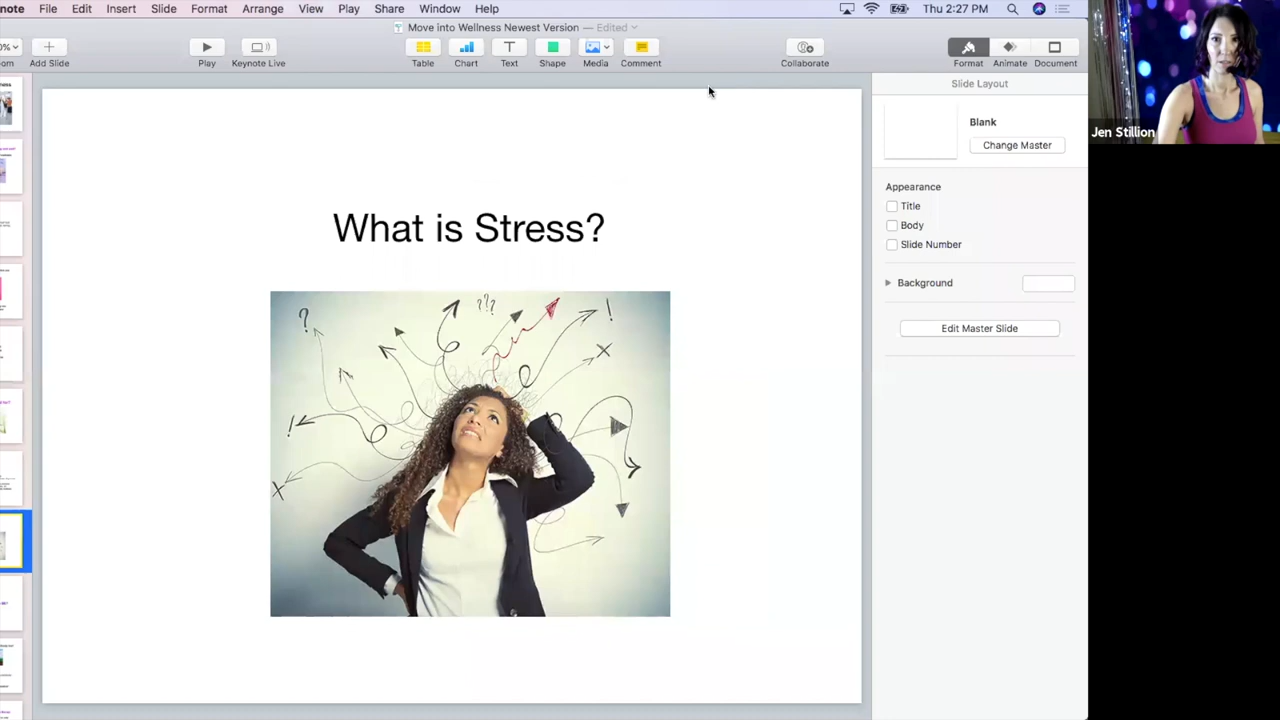 note File Edit Insert Slide Format Arrange View Play Share Window Help Thu 2:27 PM
Move into Wellness Newest Version — Edited
Add Slide Play Keynote Live Table Chart Text Shape Media Comment Collaborate Format Animate Document
Slide Layout
Blank
Change Master
Appearance
Title
Body
Slide Number
Background
Edit Master Slide
What is Stress?
? ??? !
X
!
X
Jen Stillion